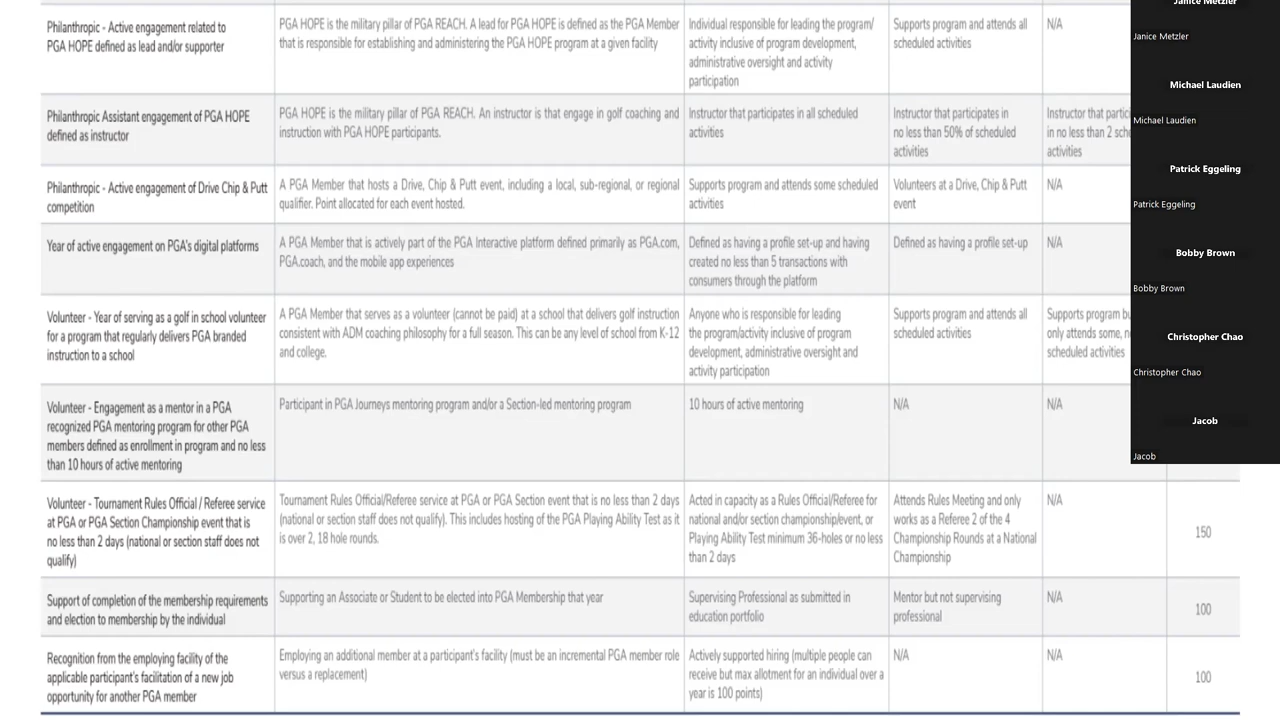 Philanthropic - Active engagement related to
PGA HOPE defined as lead and/or supporter
PGA HOPE is the military pillar of PGA REACH. A lead for PGA HOPE is defined as the PGA Member
that is responsible for establishing and administering the PGA HOPE program at a given facility
Individual responsible for leading the program/
activity inclusive of program development,
administrative oversight and activity
participation
Supports program and attends all
scheduled activities
N/A
Philanthropic Assistant engagement of PGA HOPE
defined as instructor
PGA HOPE is the military pillar of PGA REACH. An instructor is that engage in golf coaching and
instruction with PGA HOPE participants.
Instructor that participates in all scheduled
activities
Instructor that participates in
no less than 50% of scheduled
activities
Instructor that partic
in no less than 2 sche
activities
Philanthropic - Active engagement of Drive Chip & Putt
competition
A PGA Member that hosts a Drive, Chip & Putt event, including a local, sub-regional, or regional
qualifier. Point allocated for each event hosted.
Supports program and attends some scheduled
activities
Volunteers at a Drive, Chip & Putt
event
N/A
Year of active engagement on PGA's digital platforms
A PGA Member that is actively part of the PGA Interactive platform defined primarily as PGA.com,
PGA.coach, and the mobile app experiences
Defined as having a profile set-up and having
created no less than 5 transactions with
consumers through the platform
Defined as having a profile set-up
N/A
Volunteer - Year of serving as a golf in school volunteer
for a program that regularly delivers PGA branded
instruction to a school
A PGA Member that serves as a volunteer (cannot be paid) at a school that delivers golf instruction
consistent with ADM coaching philosophy for a full season. This can be any level of school from K-12
and college.
Anyone who is responsible for leading
the program/activity inclusive of program
development, administrative oversight and
activity participation
Supports program and attends all
scheduled activities
Supports program bu
only attends some, n
scheduled activities
Volunteer - Engagement as a mentor in a PGA
recognized PGA mentoring program for other PGA
members defined as enrollment in program and no less
than 10 hours of active mentoring
Participant in PGA Journeys mentoring program and/or a Section-led mentoring program
10 hours of active mentoring
N/A
N/A
Volunteer - Tournament Rules Official / Referee service
at PGA or PGA Section Championship event that is
no less than 2 days (national or section staff does not
qualify)
Tournament Rules Official/Referee service at PGA or PGA Section event that is no less than 2 days
(national or section staff does not qualify). This includes hosting of the PGA Playing Ability Test as it
is over 2, 18 hole rounds.
Acted in capacity as a Rules Official/Referee for
national and/or section championship/event, or
Playing Ability Test minimum 36-holes or no less
than 2 days
Attends Rules Meeting and only
works as a Referee 2 of the 4
Championship Rounds at a National
Championship
N/A
150
Support of completion of the membership requirements
and election to membership by the individual
Supporting an Associate or Student to be elected into PGA Membership that year
Supervising Professional as submitted in
education portfolio
Mentor but not supervising
professional
N/A
100
Recognition from the employing facility of the
applicable participant's facilitation of a new job
opportunity for another PGA member
Employing an additional member at a participant's facility (must be an incremental PGA member role
versus a replacement)
Actively supported hiring (multiple people can
receive but max allotment for an individual over a
year is 100 points)
N/A
N/A
100
Janice Metzler
Janice Metzler
Michael Laudien
Michael Laudien
Patrick Eggeling
Patrick Eggeling
Bobby Brown
Bobby Brown
Christopher Chao
Christopher Chao
Jacob
Jacob